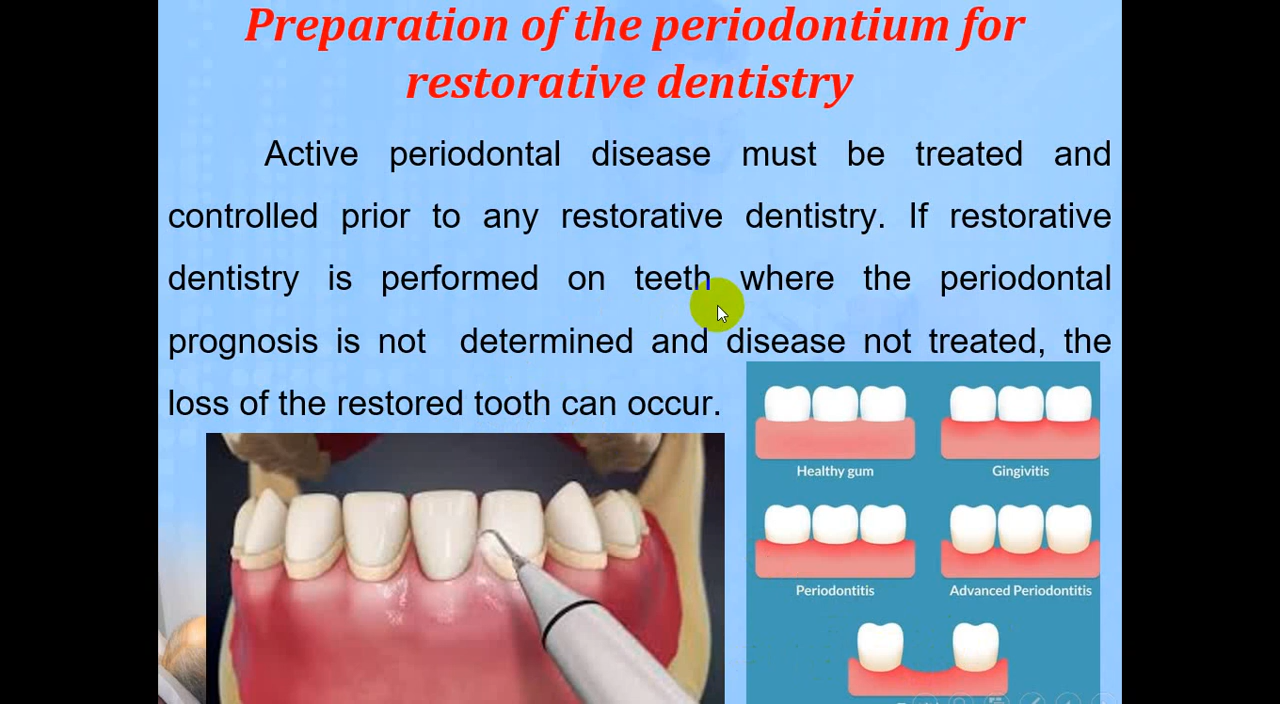 Preparation of the periodontium for
restorative dentistry
Active periodontal disease must be treated and
controlled prior to any restorative dentistry. If restorative
dentistry is performed on teeth where the periodontal
prognosis is not determined and disease not treated, the
loss of the restored tooth can occur.
Healthy gum
Gingivitis
Periodontitis
Advanced Periodontitis